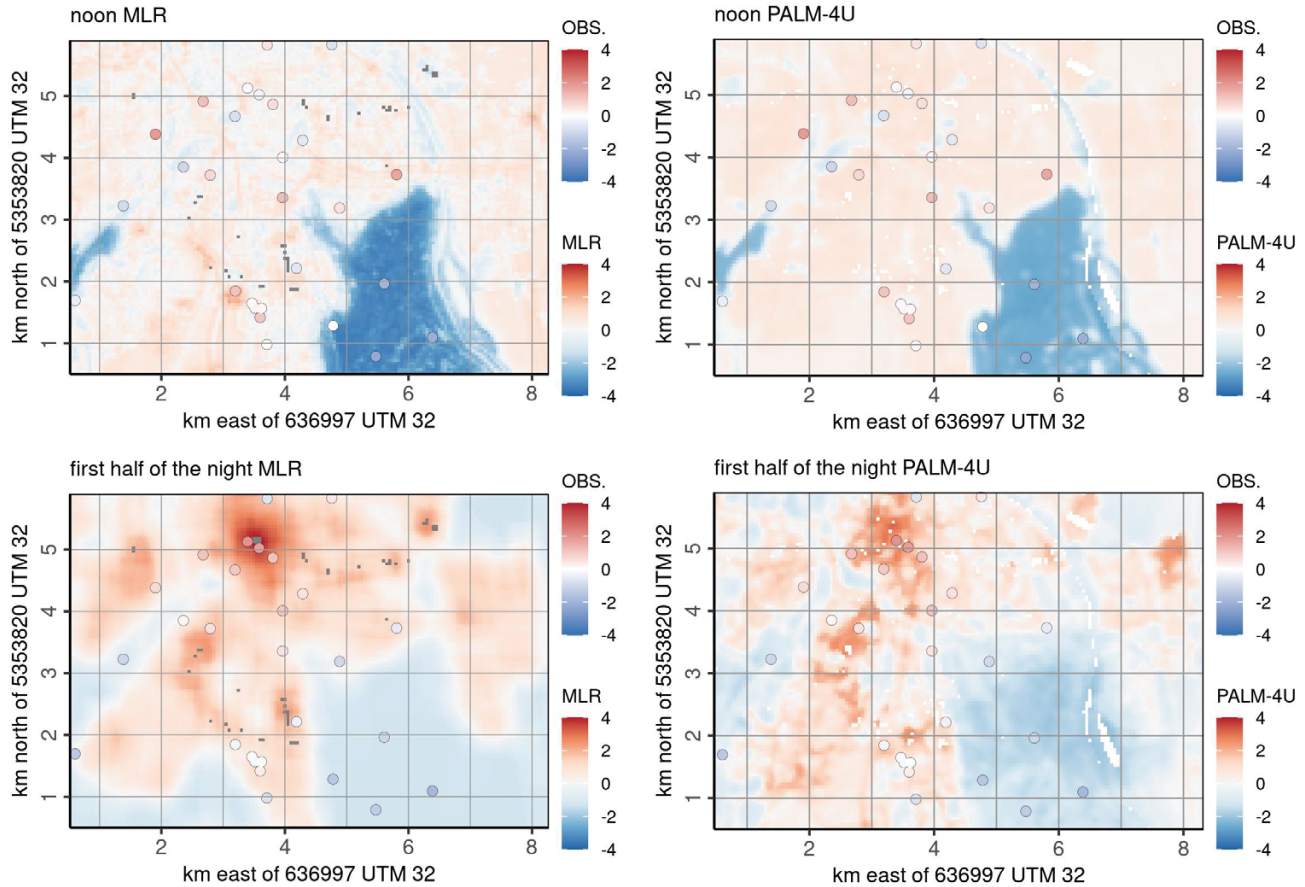 noon MLR
km north of 5353820 UTM 32
5
4
3
2
1
2 4 6 8
km east of 636997 UTM 32
OBS.
4
2
0
-2
-4
MLR
4
2
0
-2
-4
noon PALM-4U
km north of 5353820 UTM 32
5
4
3
2
1
2 4 6 8
km east of 636997 UTM 32
OBS.
4
2
0
-2
-4
PALM-4U
4
2
0
-2
-4
first half of the night MLR
km north of 5353820 UTM 32
5
4
3
2
1
2 4 6 8
km east of 636997 UTM 32
OBS.
4
2
0
-2
-4
MLR
4
2
0
-2
-4
first half of the night PALM-4U
km north of 5353820 UTM 32
5
4
3
2
1
2 4 6 8
km east of 636997 UTM 32
OBS.
4
2
0
-2
-4
PALM-4U
4
2
0
-2
-4